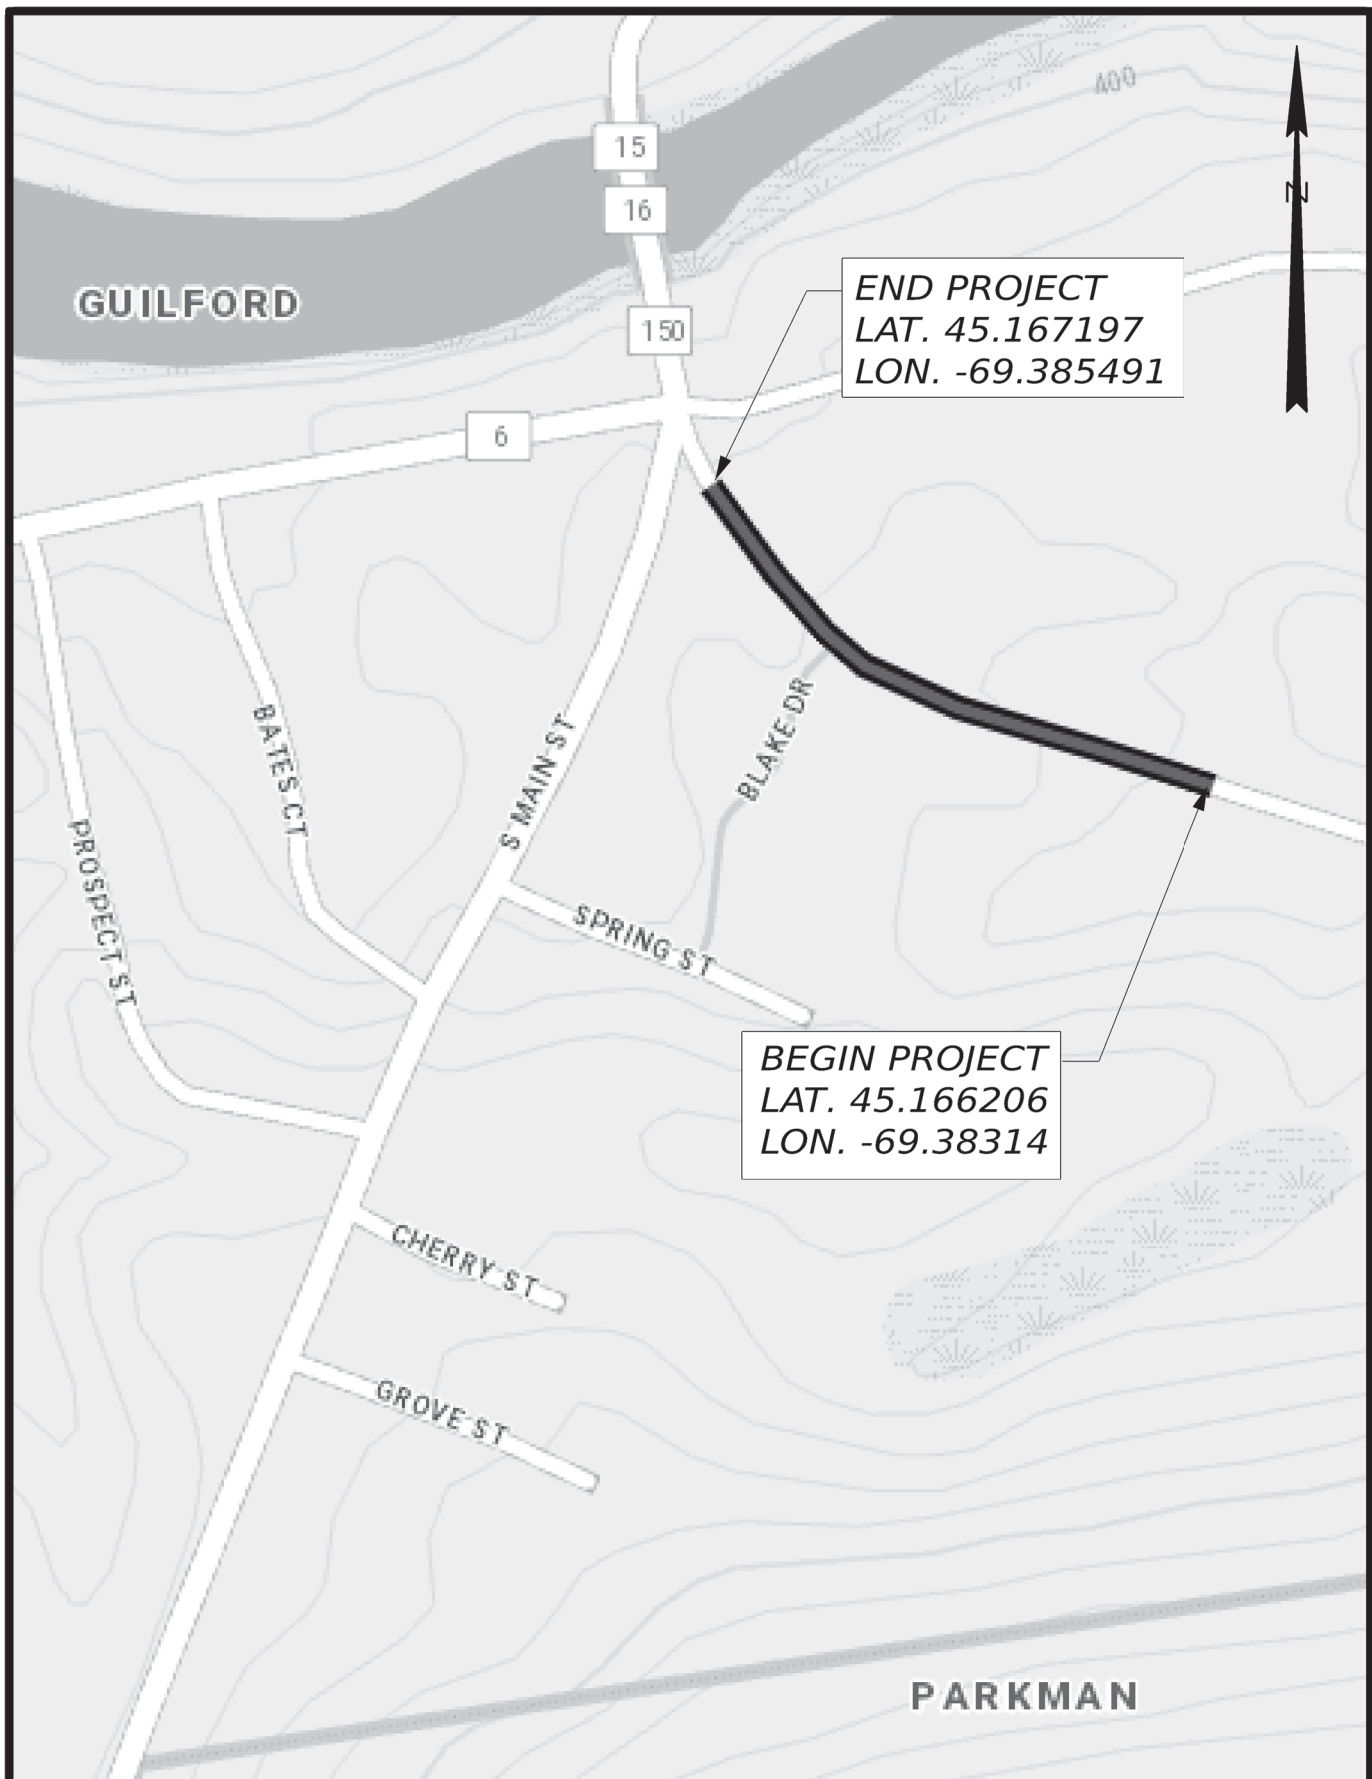 400
15
N
16
END PROJECT
LAT. 45.167197
LON. -69.385491
GUILFORD
150
6
BLAKE DR
BATES CT
S MAIN ST
PROSPECT ST
SPRING ST
BEGIN PROJECT
LAT. 45.166206
LON. -69.38314
CHERRY ST
GROVE ST
PARKMAN